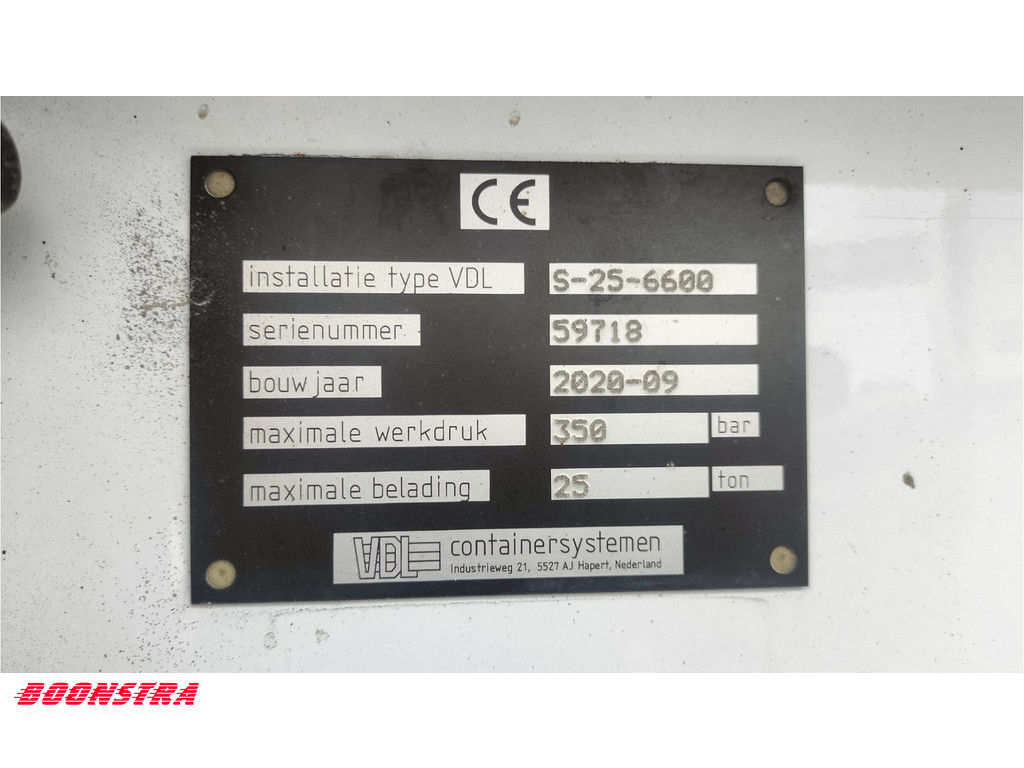 CE
installatie type VDL S-25-6600
serienummer 59718
bouwjaar 2020-09
maximale werkdruk 350 bar
maximale belading 25 ton
VDL containersystemen
Industrieweg 21, 5527 AJ Hapert, Nederland
BOONSTRA